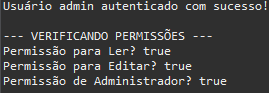 Usuário admin autenticado com sucesso!
--- VERIFICANDO PERMISSÕES ---
Permissão para Ler? true
Permissão para Editar? true
Permissão de Administrador? true